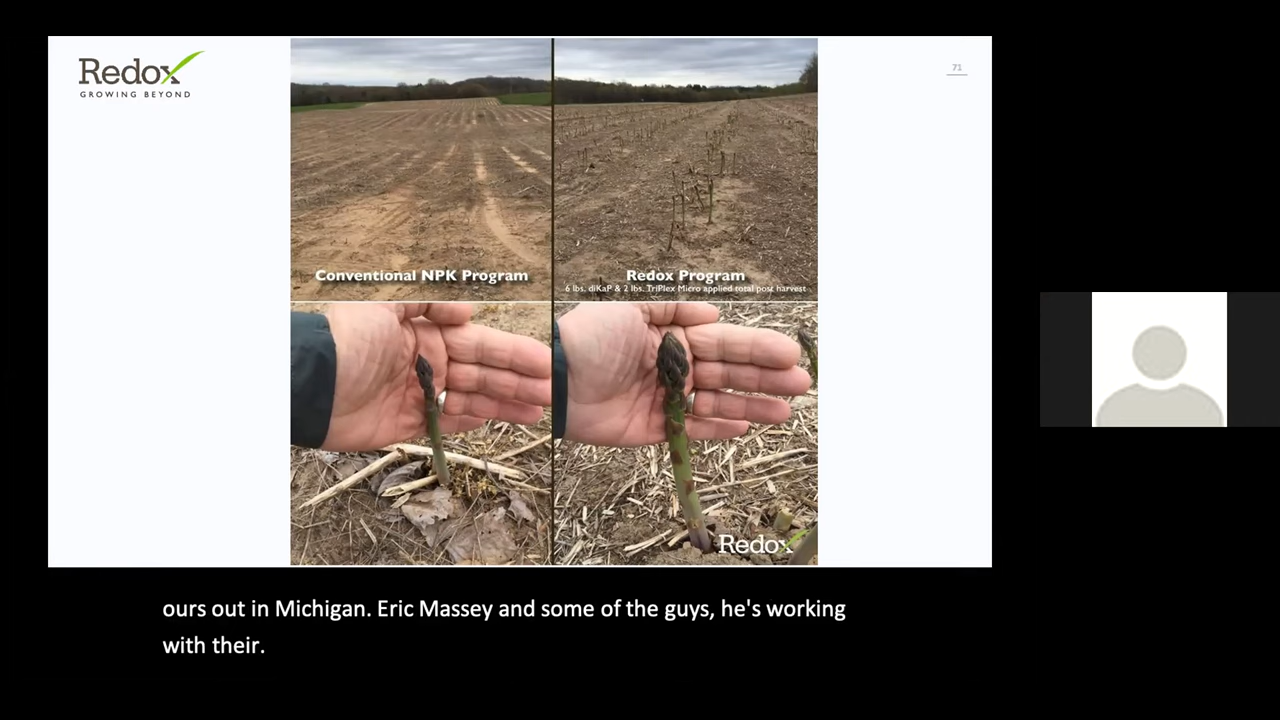 Redox
GROWING BEYOND
71
Conventional NPK Program
Redox Program
6 lbs. diKaP & 2 lbs. TriPlex Micro applied total post harvest
Redox
ours out in Michigan. Eric Massey and some of the guys, he's working
with their.